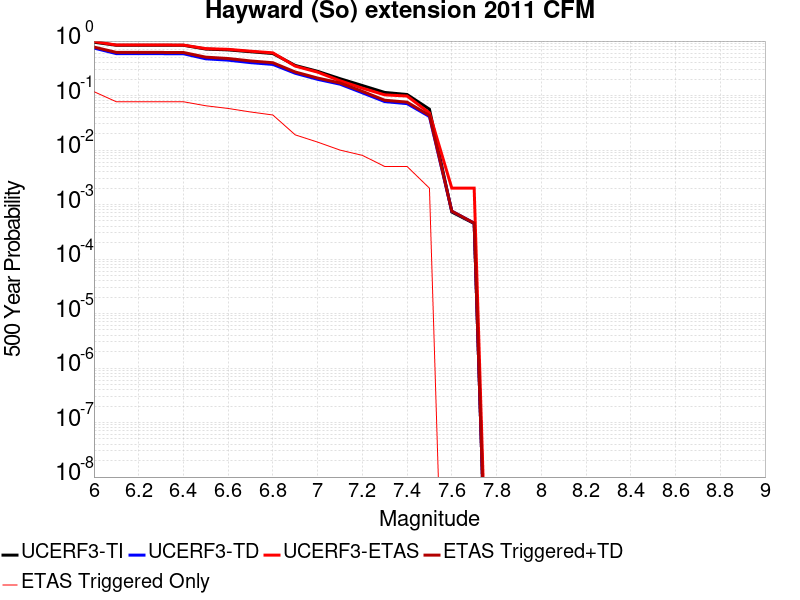 Hayward (So) extension 2011 CFM
500 Year Probability
10^0
10^-1
10^-2
10^-3
10^-4
10^-5
10^-6
10^-7
10^-8
6 6.2 6.4 6.6 6.8 7 7.2 7.4 7.6 7.8 8 8.2 8.4 8.6 8.8 9
Magnitude
UCERF3-TI UCERF3-TD UCERF3-ETAS ETAS Triggered+TD
ETAS Triggered Only